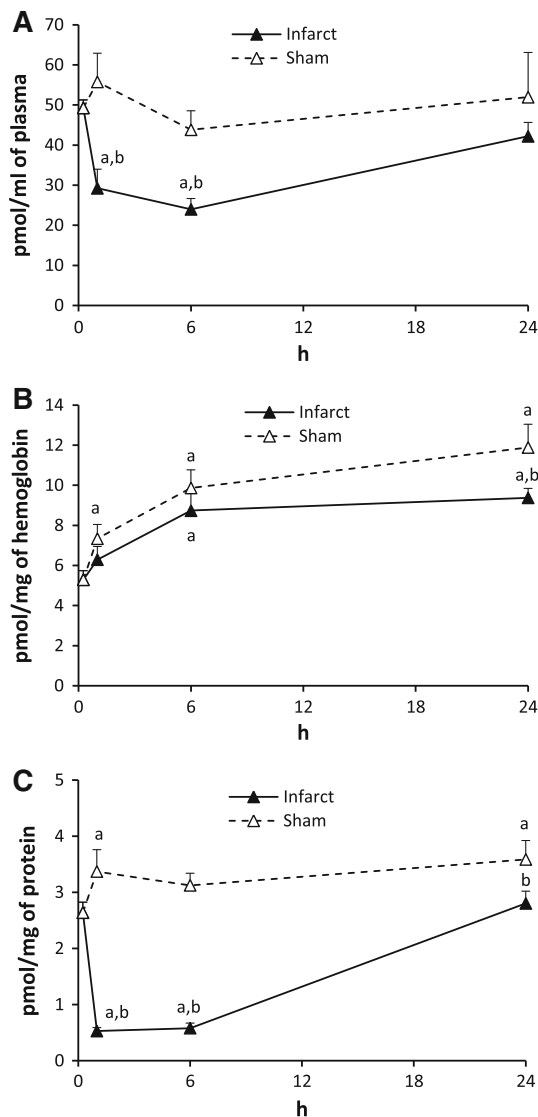 A
70
60
50
40
30
20
10
0
pmol/ml of plasma
Infarct
Sham
a,b
a,b
0 6 12 18 24
h
B
14
12
10
8
6
4
2
0
pmol/mg of hemoglobin
Infarct
Sham
a
a
a
a
a,b
0 6 12 18 24
h
C
5
4
3
2
1
0
pmol/mg of protein
Infarct
Sham
a
a
b
a,b
a,b
0 6 12 18 24
h